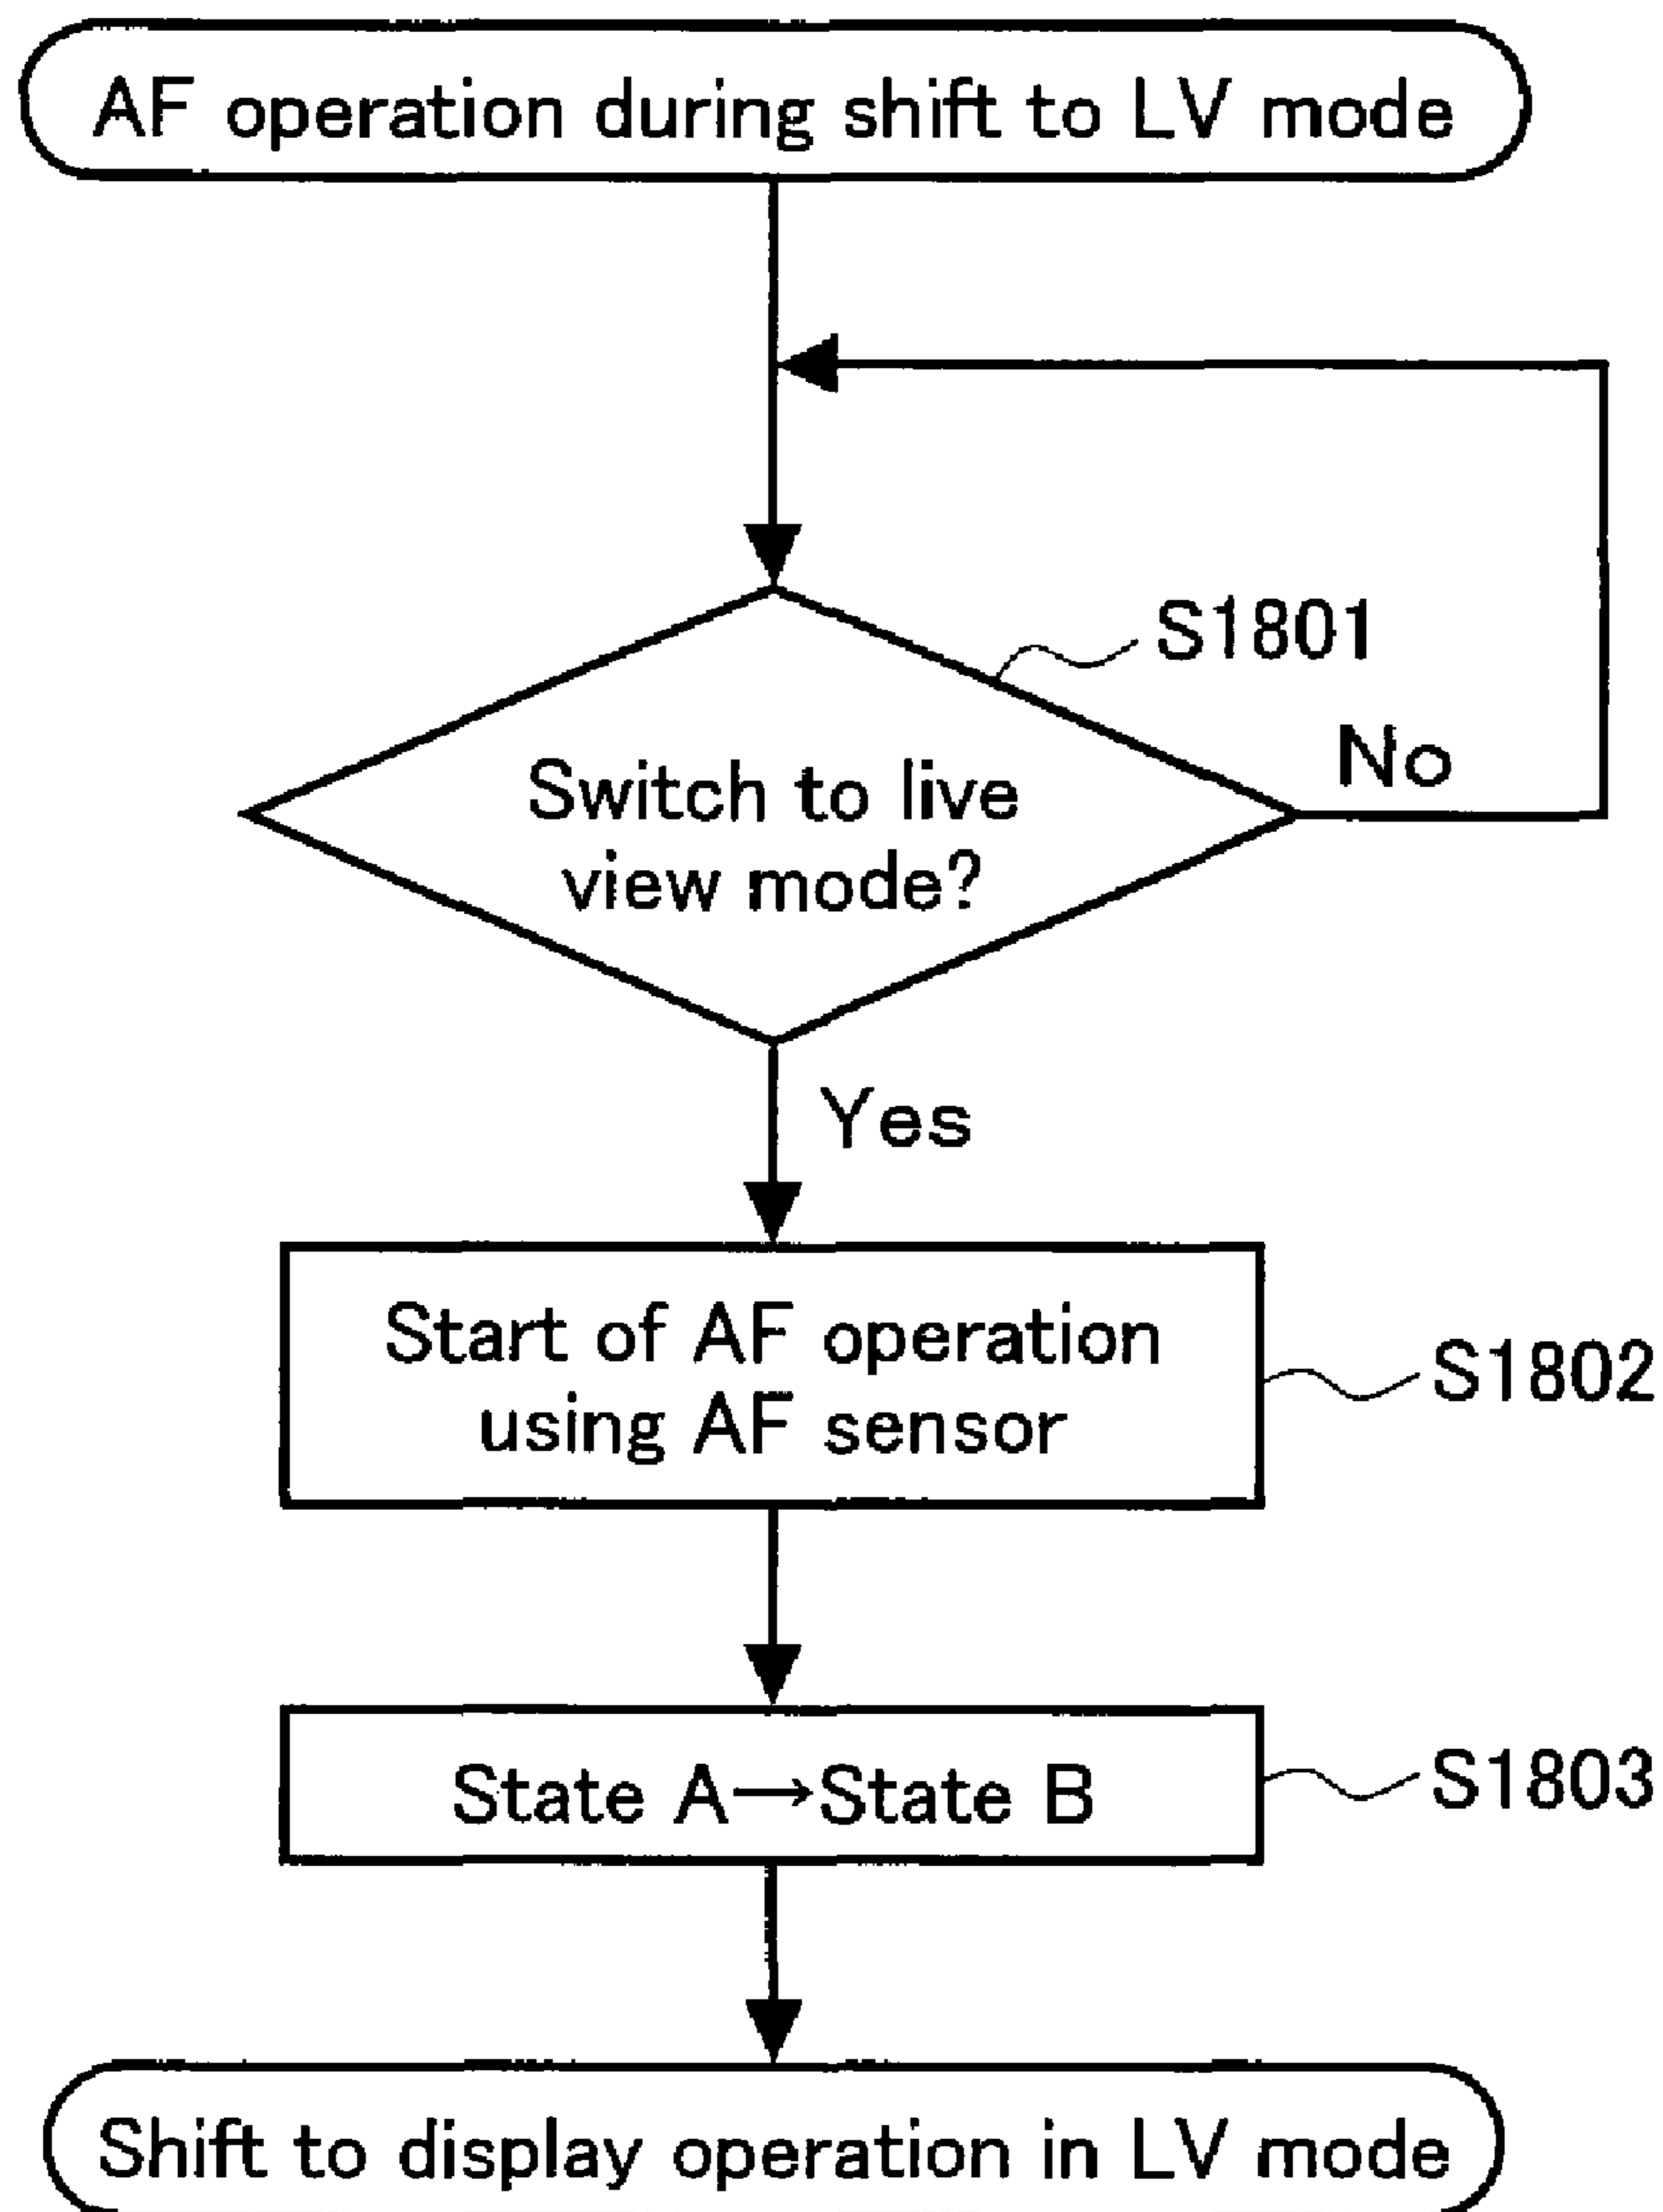 AF operation during shift to LV mode
S1801
No
Switch to live
view mode?
Yes
Start of AF operation
using AF sensor
S1802
State A→State B
S1803
Shift to display operation in LV mode